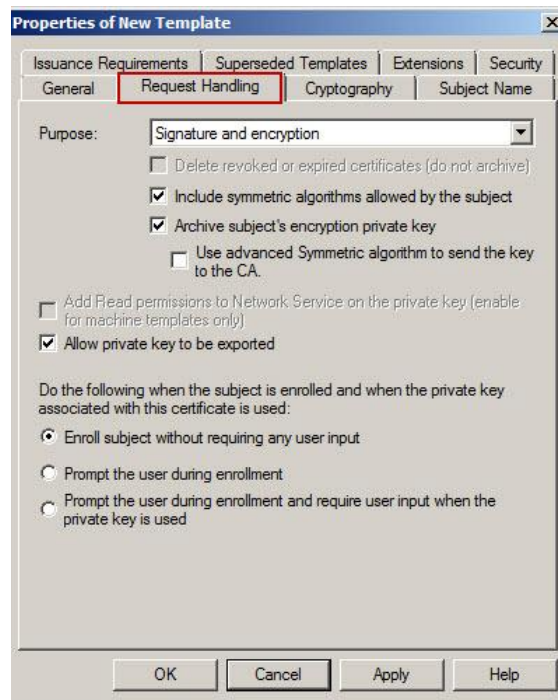 Properties of New Template
Issuance Requirements Superseded Templates Extensions Security
General Request Handling Cryptography Subject Name
Purpose: Signature and encryption
Delete revoked or expired certificates (do not archive)
Include symmetric algorithms allowed by the subject
Archive subject's encryption private key
Use advanced Symmetric algorithm to send the key
to the CA.
Add Read permissions to Network Service on the private key (enable
for machine templates only)
Allow private key to be exported
Do the following when the subject is enrolled and when the private key
associated with this certificate is used:
Enroll subject without requiring any user input
Prompt the user during enrollment
Prompt the user during enrollment and require user input when the
private key is used
OK Cancel Apply Help